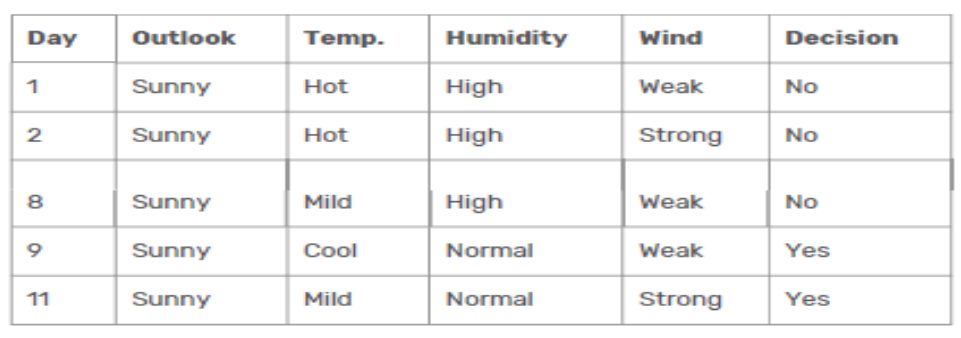 Day Outlook Temp. Humidity Wind Decision
1 Sunny Hot High Weak No
2 Sunny Hot High Strong No
8 Sunny Mild High Weak No
9 Sunny Cool Normal Weak Yes
11 Sunny Mild Normal Strong Yes